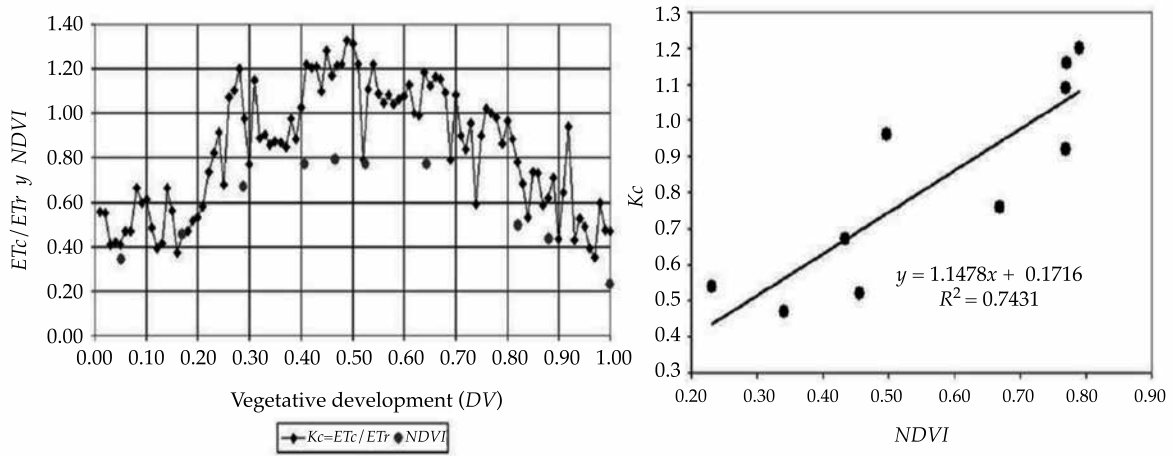 1.40
1.20
1.00
0.80
0.60
0.40
0.20
0.00
ETc/ETr y NDVI
0.00 0.10 0.20 0.30 0.40 0.50 0.60 0.70 0.80 0.90 1.00
Vegetative development (DV)
Kc=ETc/ETr NDVI
1.3
1.2
1.1
1.0
0.9
0.8
0.7
0.6
0.5
0.4
0.3
Kc
y = 1.1478x + 0.1716
R² = 0.7431
0.20 0.30 0.40 0.50 0.60 0.70 0.80 0.90
NDVI